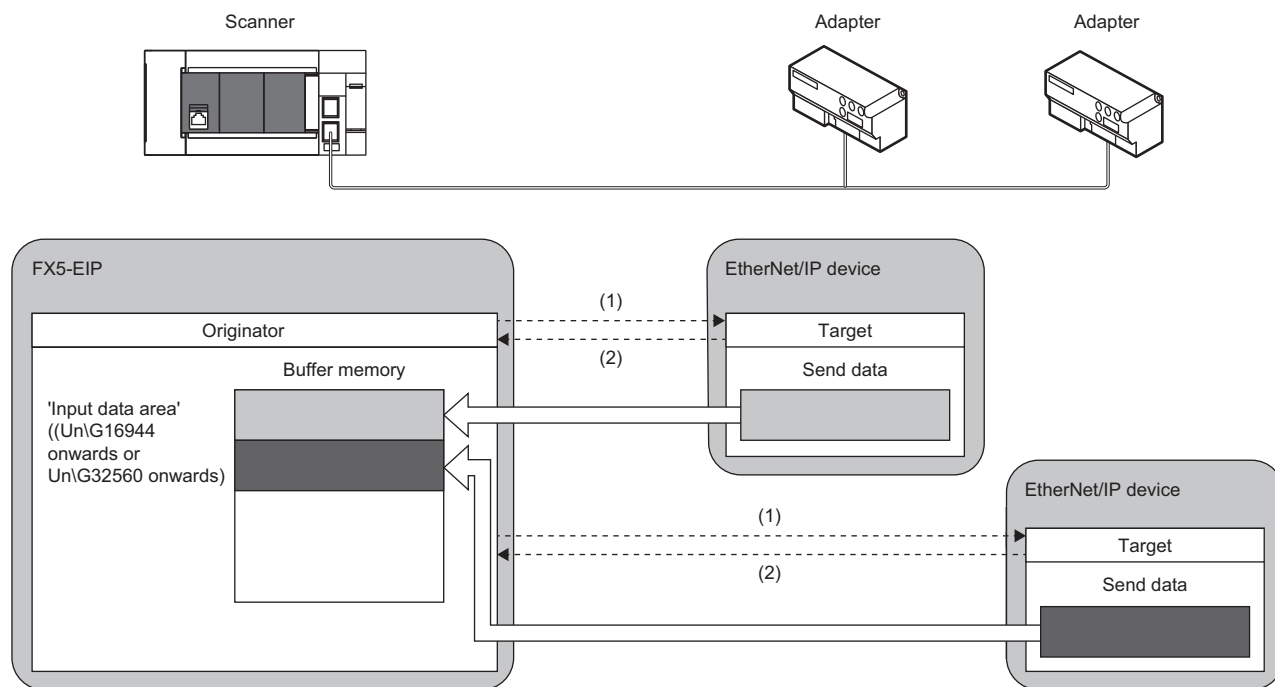 Scanner
Adapter
Adapter
FX5-EIP
EtherNet/IP device
(1)
Originator
Target
(2)
Buffer memory
Send data
'Input data area'
((Un\G16944
onwards or
Un\G32560 onwards)
EtherNet/IP device
(1)
Target
(2)
Send data